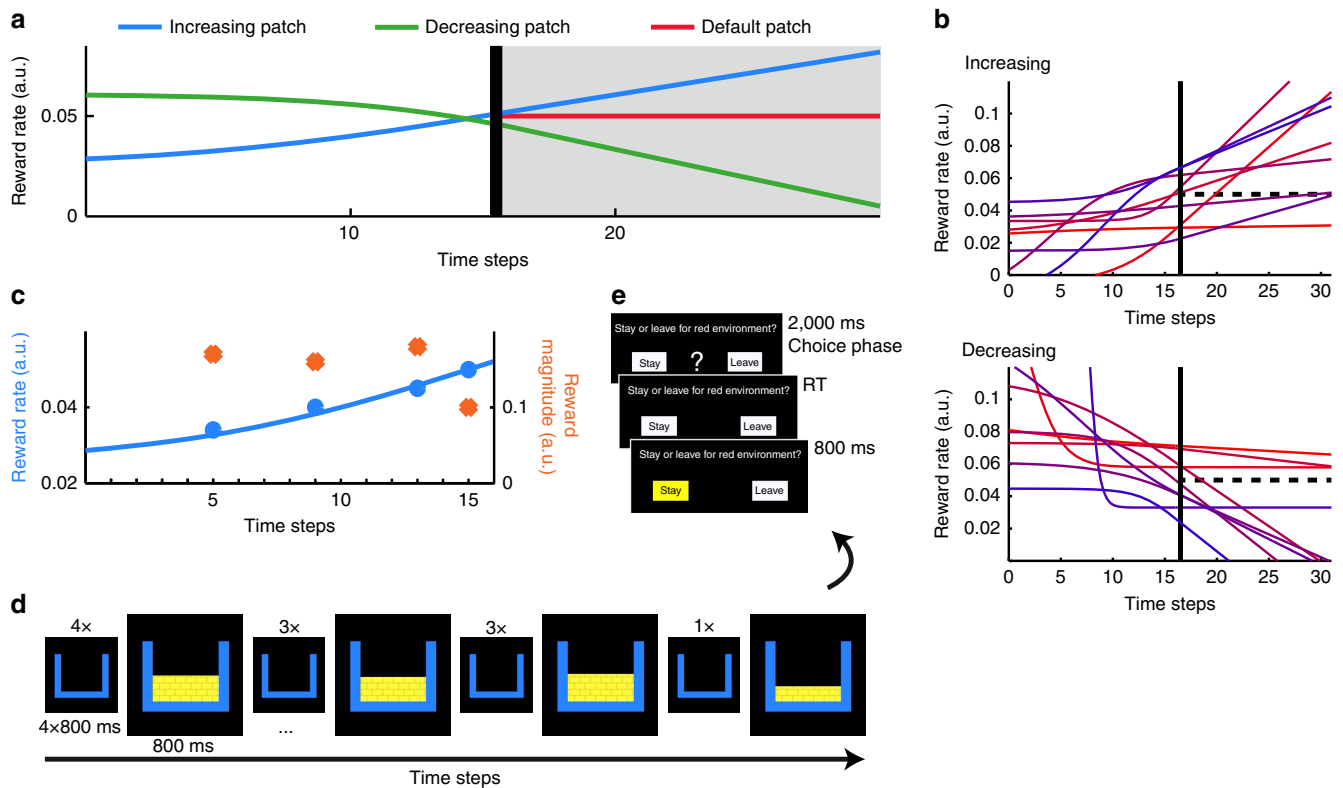 a
Increasing patch
Decreasing patch
Default patch
Reward rate (a.u.)
0.05
0
10
20
Time steps
b
Increasing
Reward rate (a.u.)
0.1
0.08
0.06
0.04
0.02
0
0 5 10 15 20 25 30
Time steps
Decreasing
Reward rate (a.u.)
0.1
0.08
0.06
0.04
0.02
0 5 10 15 20 25 30
Time steps
c
Reward rate (a.u.)
0.04
0.02
Reward
magnitude (a.u.)
0.1
0
5 10 15
Time steps
e
Stay or leave for red environment?
Stay ? Leave
2,000 ms
Choice phase
Stay or leave for red environment?
Stay Leave
RT
Stay or leave for red environment?
Stay Leave
800 ms
d
4× 3× 3× 1×
4×800 ms
800 ms
...
Time steps